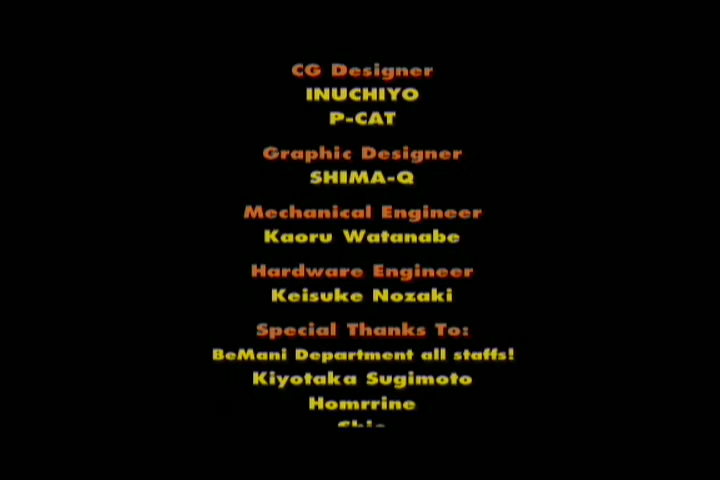 CG Designer
INUCHIYO
P-CAT
Graphic Designer
SHIMA-Q
Mechanical Engineer
Kaoru Watanabe
Hardware Engineer
Keisuke Nozaki
Special Thanks To:
BeMani Department all staffs!
Kiyotaka Sugimoto
Homrrine